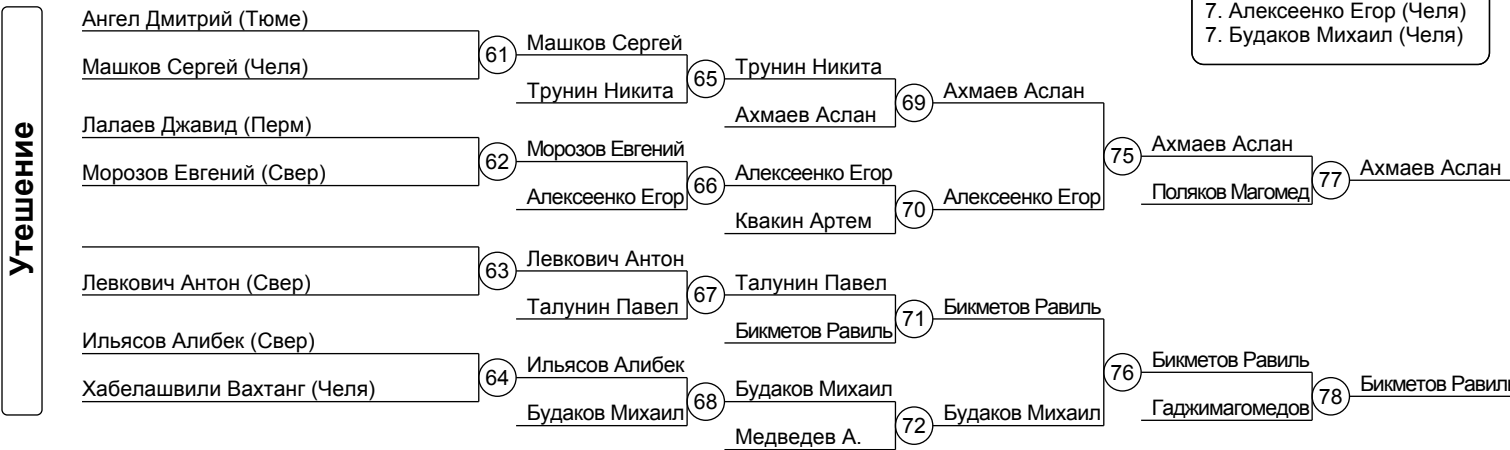 Утешение
7. Алексеенко Егор (Челя)
7. Будаков Михаил (Челя)
Ангел Дмитрий (Тюме)
Машков Сергей (Челя)
Лалаев Джавид (Перм)
Морозов Евгений (Свер)
Левкович Антон (Свер)
Ильясов Алибек (Свер)
Хабелашвили Вахтанг (Челя)
61
62
63
64
Машков Сергей
Трунин Никита
Морозов Евгений
Алексеенко Егор
Левкович Антон
Талунин Павел
Ильясов Алибек
Будаков Михаил
65
66
67
68
Трунин Никита
Ахмаев Аслан
Алексеенко Егор
Квакин Артем
Талунин Павел
Бикметов Равиль
Будаков Михаил
Медведев А.
69
70
71
72
Ахмаев Аслан
Алексеенко Егор
Бикметов Равиль
Будаков Михаил
75
76
Ахмаев Аслан
Поляков Магомед
Бикметов Равиль
Гаджимагомедов
77
78
Ахмаев Аслан
Бикметов Равиль